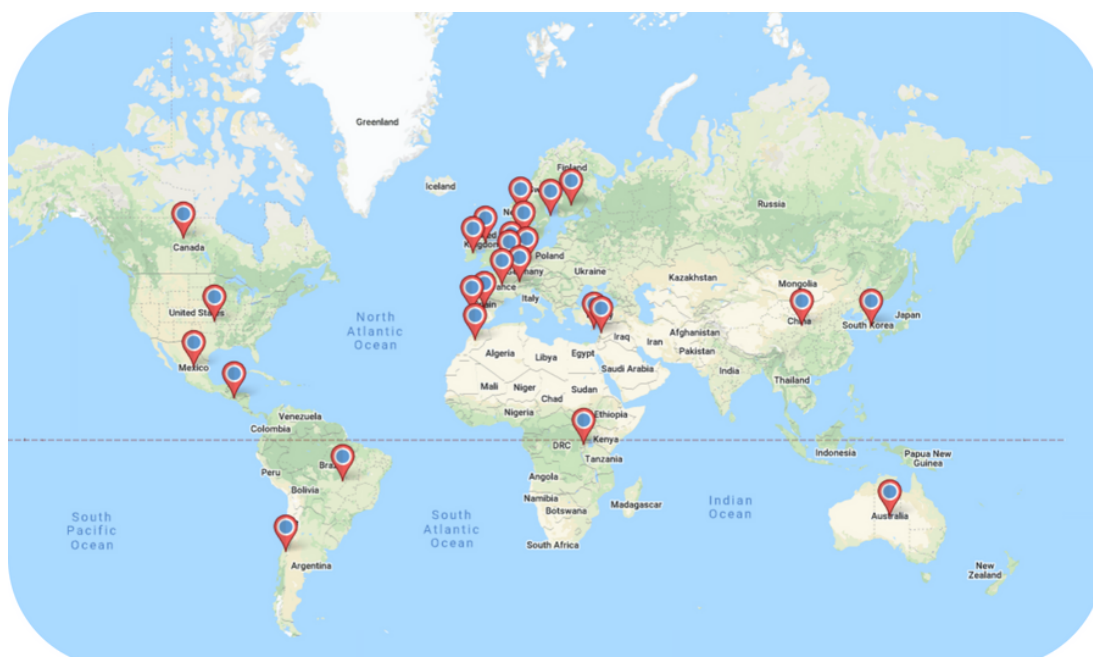 Greenland
Iceland
Finland
Russia
Canada
Kingdom
Poland
Ukraine
Kazakhstan
Mongolia
Germany
Italy
United States
North
Atlantic
Ocean
China
South Korea
Japan
Iraq
Iran
Afghanistan
Pakistan
Algeria
Libya
Egypt
Saudi Arabia
India
Mexico
Mali
Niger
Chad
Sudan
Thailand
Nigeria
Ethiopia
Venezuela
Colombia
DRC
Kenya
Tanzania
Indonesia
Papua New
Guinea
Peru
Angola
Bolivia
Namibia
Botswana
Madagascar
Indian
Ocean
South
Pacific
Ocean
South
Atlantic
Ocean
Australia
South Africa
Argentina
New
Zealand